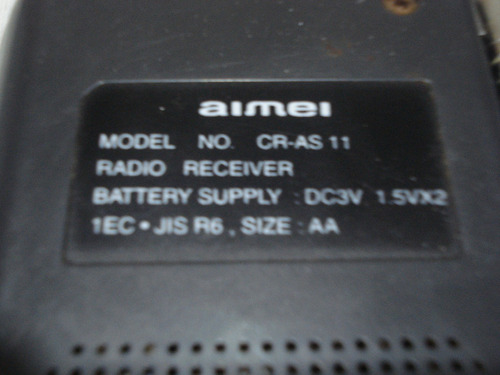 aimei
MODEL NO. CR-AS 11
RADIO RECEIVER
BATTERY SUPPLY : DC3V 1.5VX2
1EC • JIS R6 , SIZE : AA